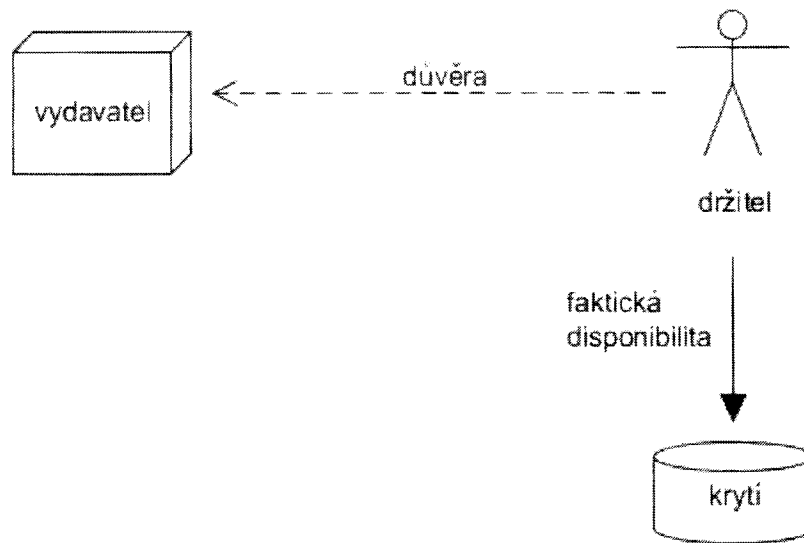 důvěra
vydavatel
držitel
faktická
disponibilita
krytí